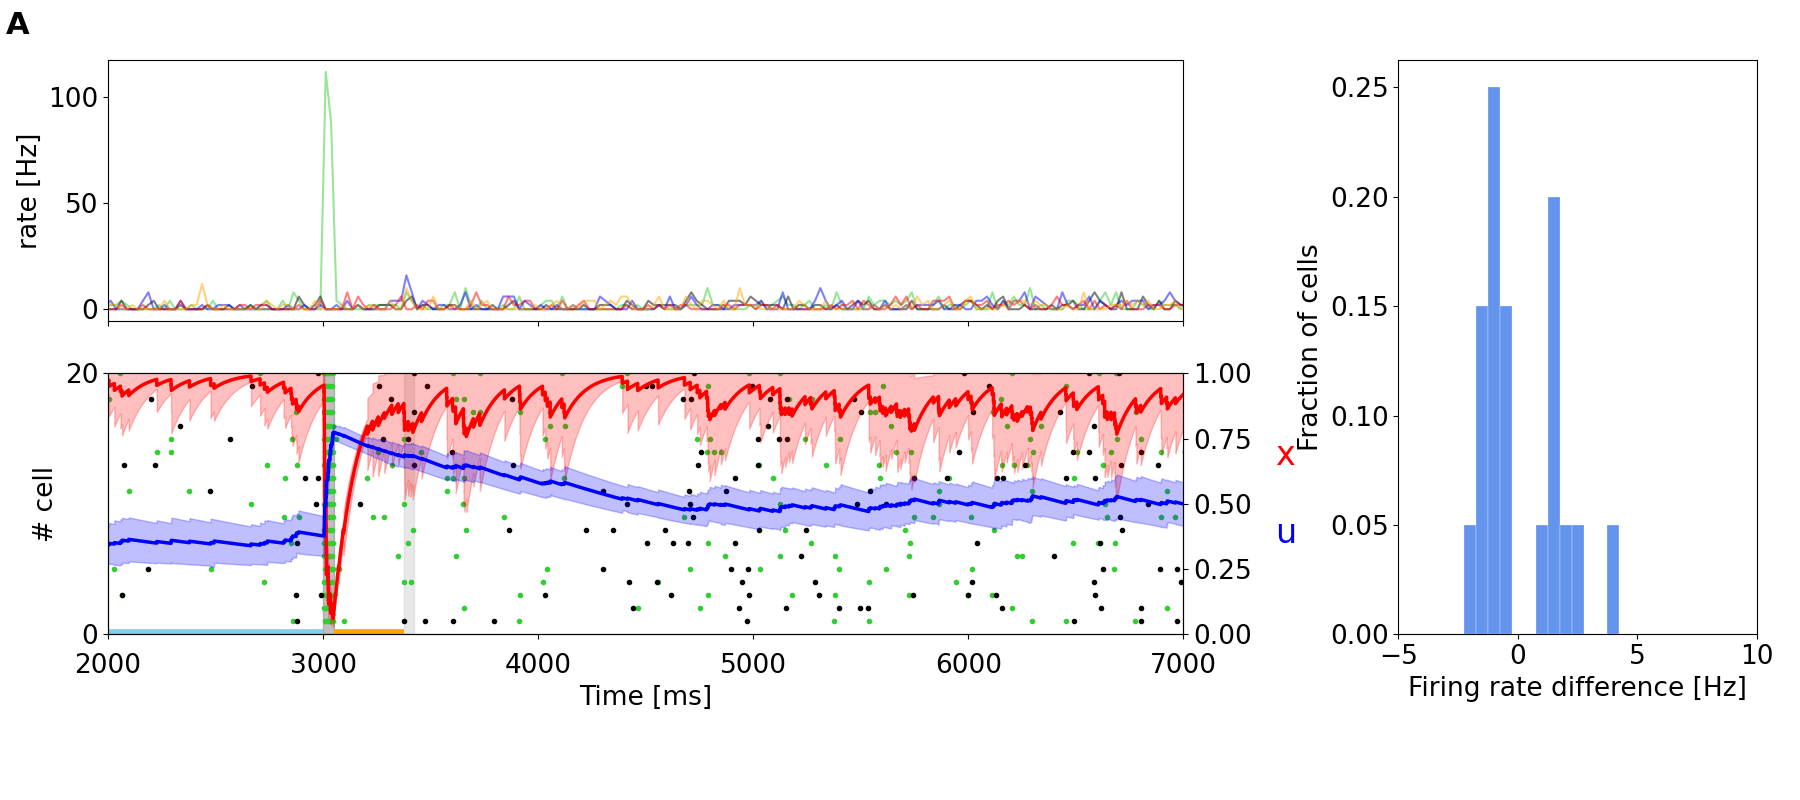 A
100
50
0
rate [Hz]
20
0
# cell
1.00
0.75
0.50
0.25
0.00
x
u
2000 3000 4000 5000 6000 7000
Time [ms]
0.25
0.20
0.15
0.10
0.05
0.00
Fraction of cells
−5 0 5 10
Firing rate difference [Hz]